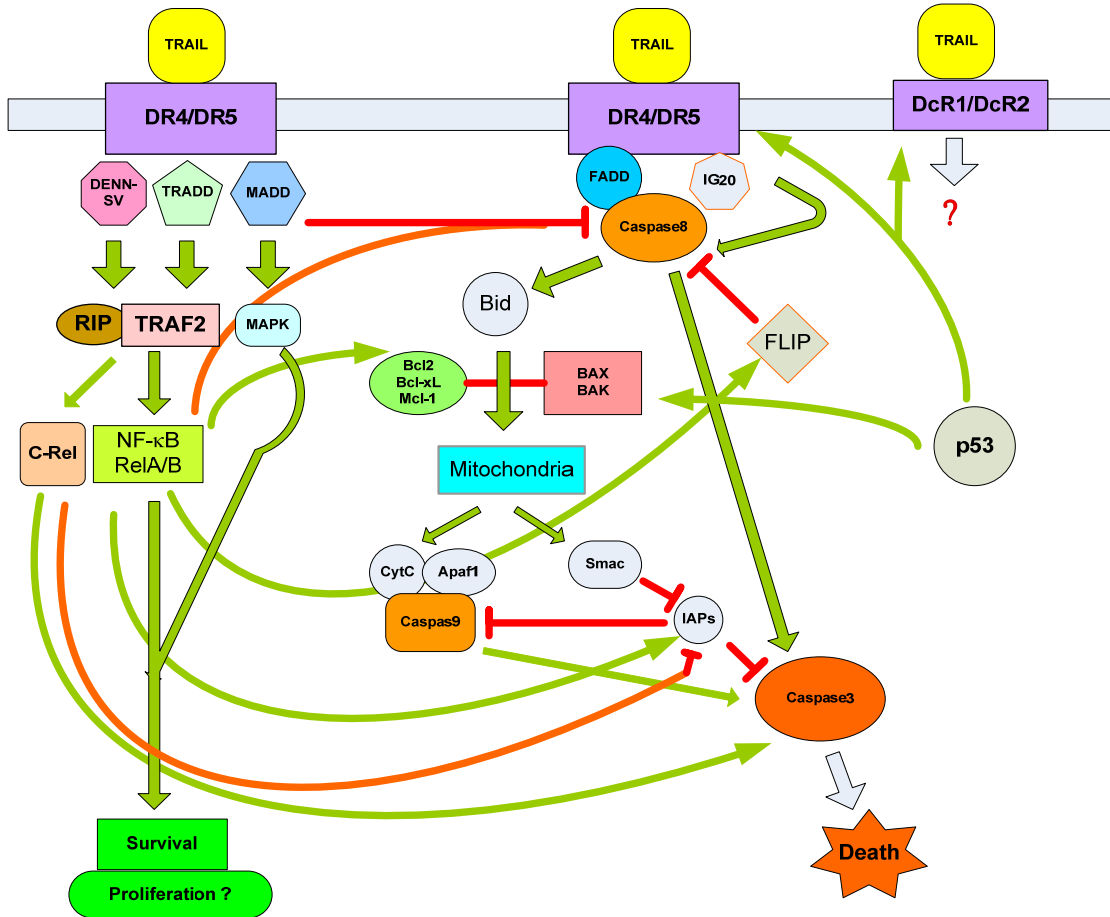 TRAIL
TRAIL
TRAIL
DR4/DR5
DR4/DR5
DcR1/DcR2
DENN-
SV
TRADD
MADD
FADD
IG20
?
Caspase8
Bid
RIP
TRAF2
MAPK
FLIP
Bcl2
Bcl-xL
Mcl-1
BAX
BAK
C-Rel
NF-κB
RelA/B
p53
Mitochondria
CytC
Apaf1
Smac
Caspas9
IAPs
Caspase3
Survival
Death
Proliferation ?